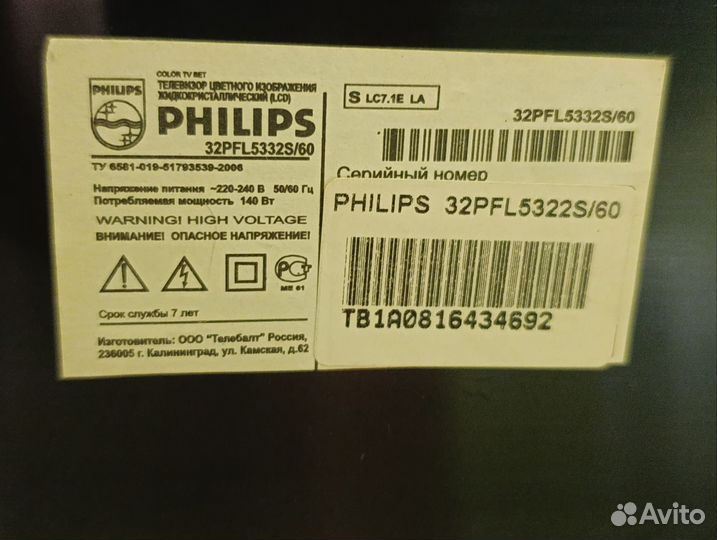 COLOR TV SET
ТЕЛЕВИЗОР ЦВЕТНОГО ИЗОБРАЖЕНИЯ
ЖИДКОКРИСТАЛЛИЧЕСКИЙ (LCD)
PHILIPS
PHILIPS
32PFL5332S/60
ТУ 6581-019-51793539-2006
Напряжение питания ~220-240 В 50/60 Гц
Потребляемая мощность 140 Вт
WARNING! HIGH VOLTAGE
ВНИМАНИЕ! ОПАСНОЕ НАПРЯЖЕНИЕ!
МЕ 61
Срок службы 7 лет
Изготовитель: ООО "Телебалт" Россия,
236005 г. Калининград, ул. Камская, д.62
S LC7.1E LA
32PFL5332S/60
Серийный номер
PHILIPS 32PFL5322S/60
TB1A0816434692
Avito